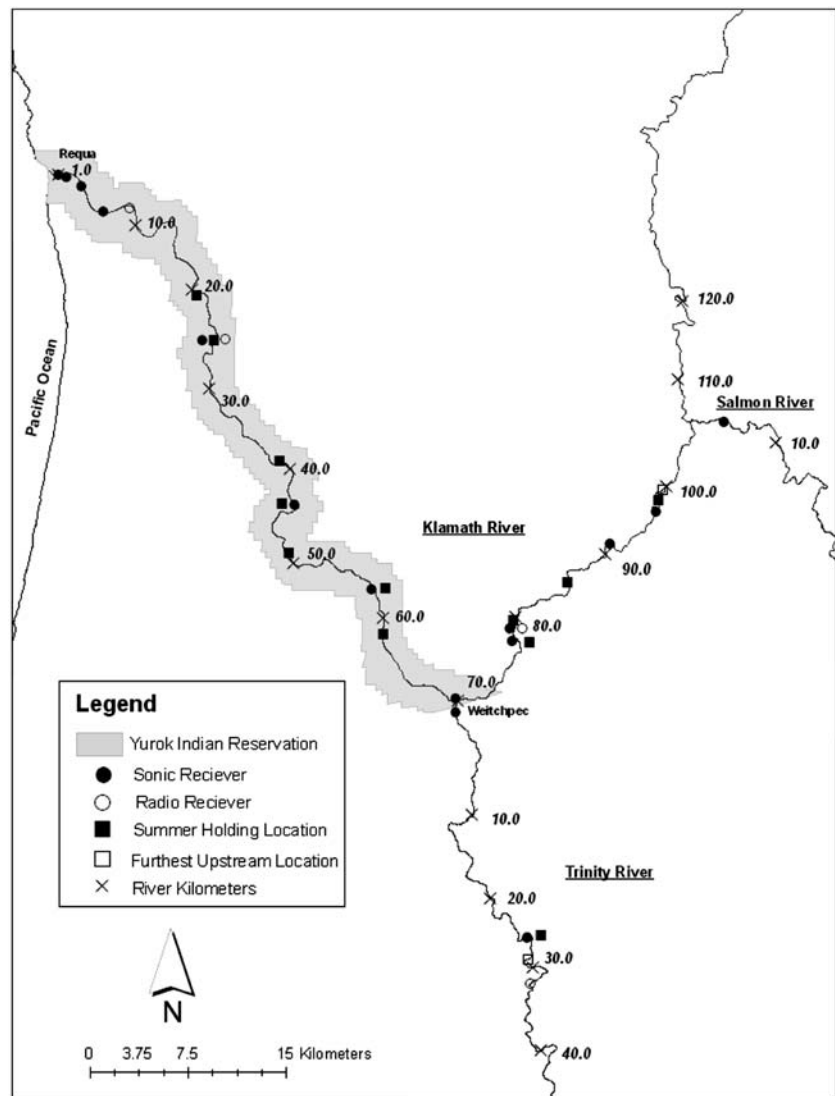 Requa
1.0
10.0
20.0
30.0
40.0
50.0
60.0
70.0
Weitchpec
80.0
90.0
100.0
110.0
120.0
Pacific Ocean
Klamath River
Salmon River
10.0
Trinity River
10.0
20.0
30.0
40.0
Legend
Yurok Indian Reservation
Sonic Reciever
Radio Reciever
Summer Holding Location
Furthest Upstream Location
River Kilometers
N
0 3.75 7.5 15 Kilometers